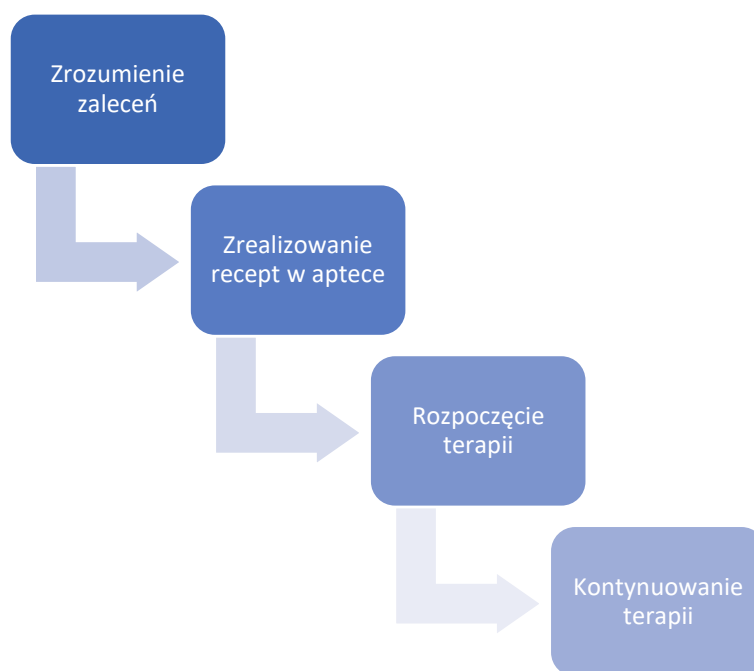 Zrozumienie
zaleceń
Zrealizowanie
recept w aptece
Rozpoczęcie
terapii
Kontynuowanie
terapii